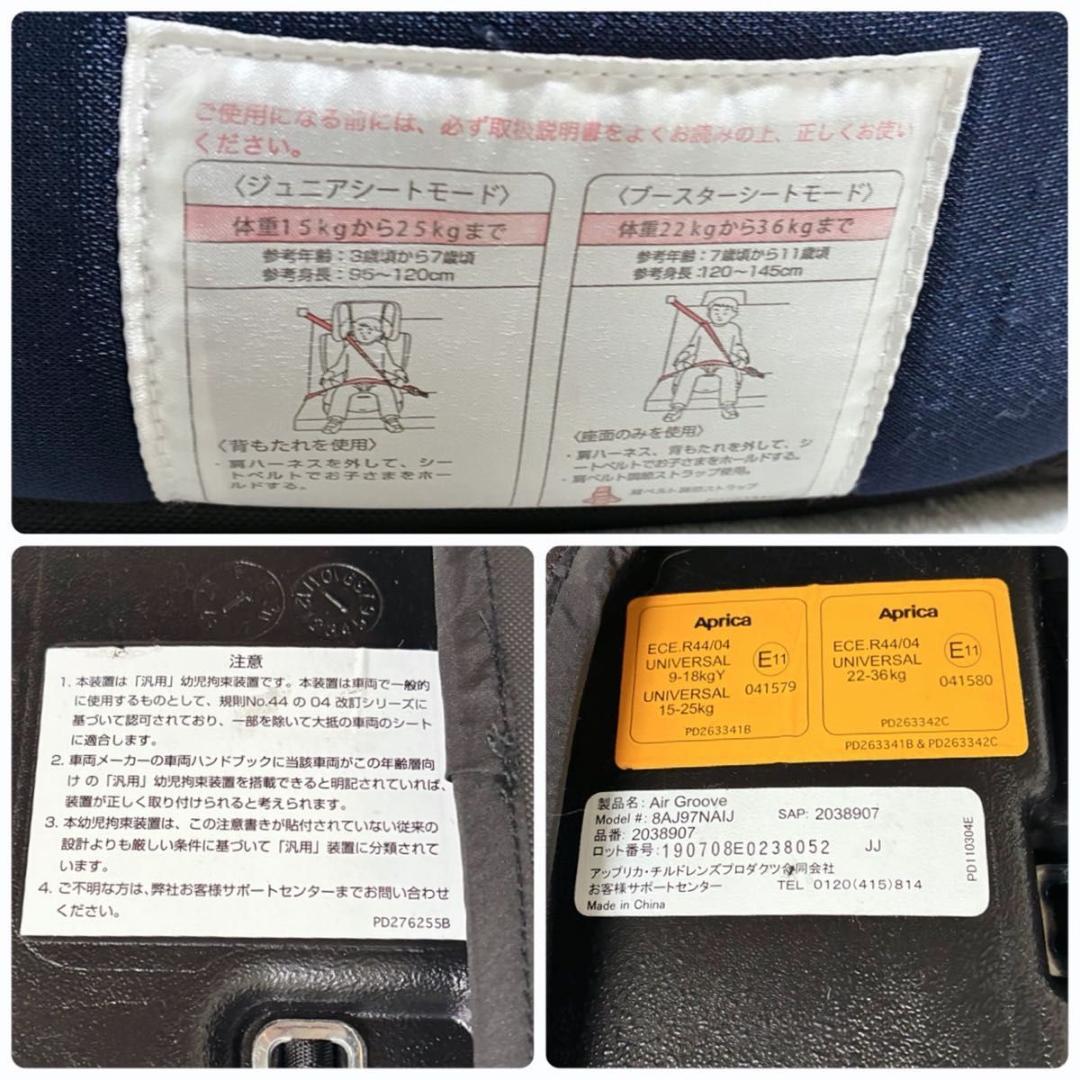 ご使用になる前には、必ず取扱説明書をよくお読みの上、正しくお使い
ください。
〈ジュニアシートモード〉
体重15kgから25kgまで
参考年齢：3歳頃から7歳頃
参考身長：95～120cm
〈背もたれを使用〉
・肩ハーネスを外して、シー
トベルトでお子さまをホー
ルドする。
〈ブースターシートモード〉
体重22kgから36kgまで
参考年齢：7歳頃から11歳頃
参考身長：120～145cm
〈座面のみを使用〉
・肩ハーネス、背もたれを外して、シ
ートベルトでお子さまをホールドする。
・肩ベルト調節ストラップ使用。
肩ベルト調節ストラップ
注意
1. 本装置は「汎用」幼児拘束装置です。本装置は車両で一般的
に使用するものとして、規則No.44 の 04 改訂シリーズに
基づいて認可されており、一部を除いて大抵の車両のシート
に適合します。
2. 車両メーカーの車両ハンドブックに当該車両がこの年齢層向
け の「汎用」幼児拘束装置を搭載できると明記されていれば、
装置が正しく取り付けられると考えられます。
3. 本幼児拘束装置は、この注意書きが貼付されていない従来の
設計よりも厳しい条件に基づいて「汎用」装置に分類されて
います。
4. ご不明な方は、弊社お客様サポートセンターまでお問い合わせ
ください。
PD276255B
Aprica
ECE.R44/04
UNIVERSAL
9-18kgY
UNIVERSAL
15-25kg
E11
041579
PD263341B
Aprica
ECE.R44/04
UNIVERSAL
22-36kg
E11
041580
PD263342C
PD263341B & PD263342C
製品名: Air Groove
Model #: 8AJ97NAIJ SAP: 2038907
品番: 2038907
ロット番号:190708E0238052 JJ
アップリカ・チルドレンズプロダクツ合同会社
お客様サポートセンター TEL 0120(415)814
Made in China
PD110304E